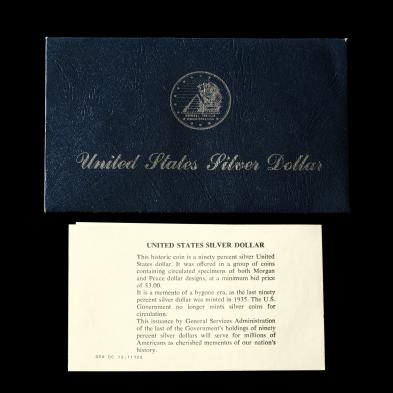 GENERAL SERVICES
ADMINISTRATION
United States Silver Dollar
UNITED STATES SILVER DOLLAR
This historic coin is a ninety percent silver United
States dollar. It was offered in a group of coins
containing circulated specimens of both Morgan
and Peace dollar designs, at a minimum bid price
of $3.00.
It is a memento of a bygone era, as the last ninety
percent silver dollar was minted in 1935. The U.S.
Government no longer mints silver coins for
circulation.
This issuance by General Services Administration
of the last of the Government's holdings of ninety
percent silver dollars will serve for millions of
Americans as cherished mementos of our nation's
history.
GSA DC